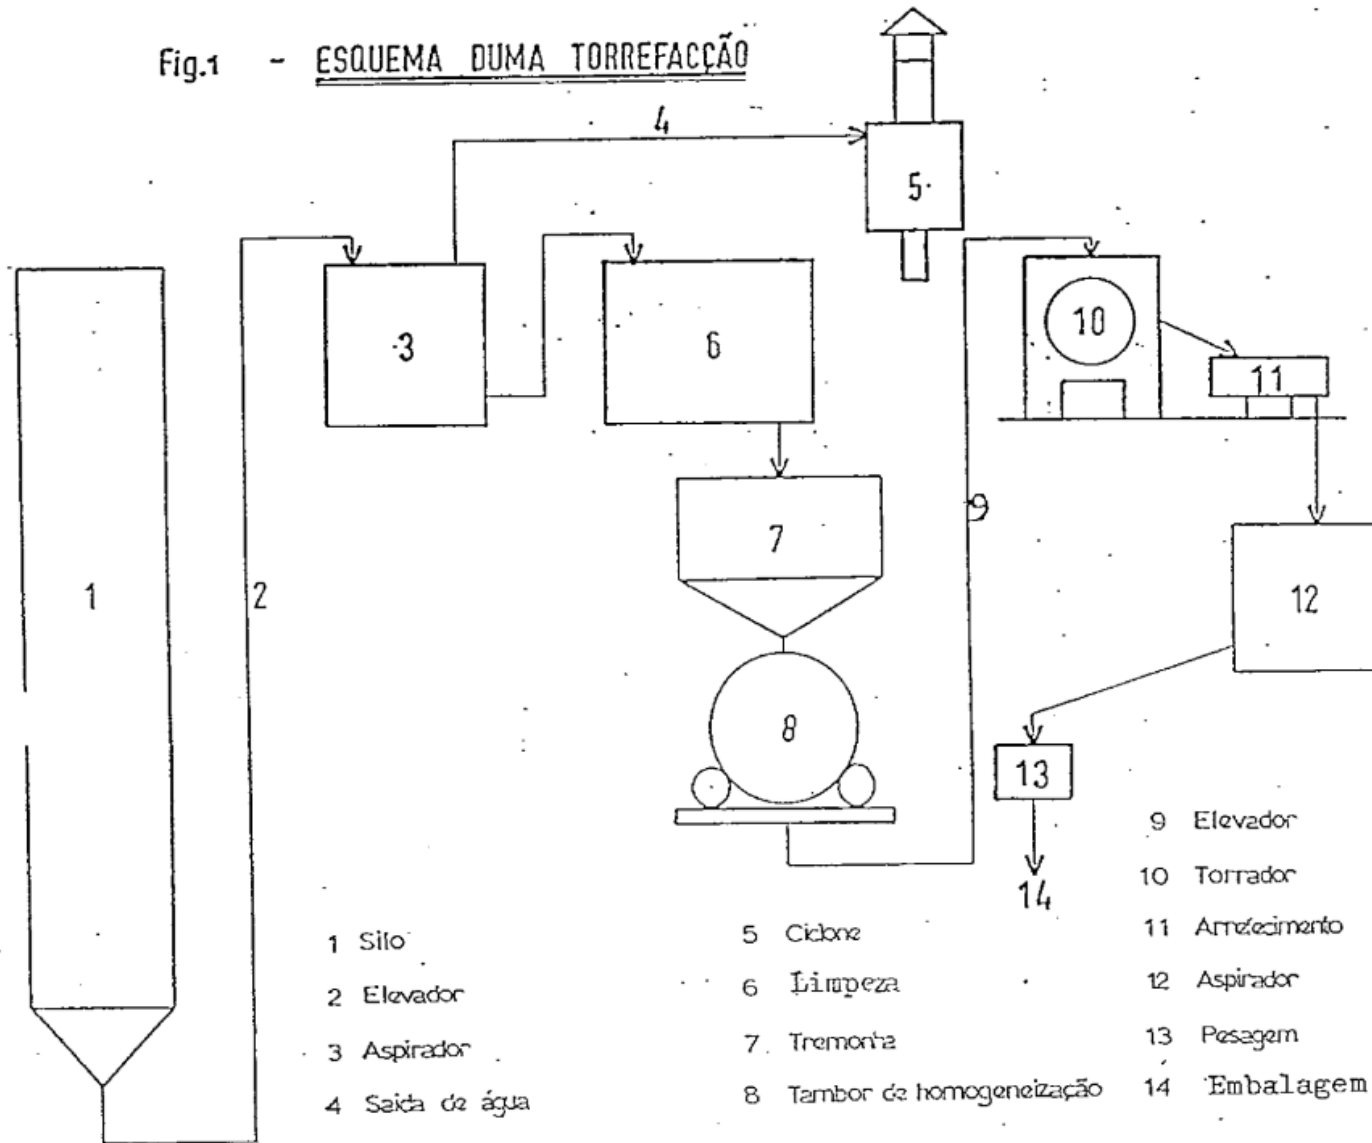 Fig.1 - ESQUEMA DUMA TORREFACÇÃO
4
5
3
6
10
11
7
9
1
2
12
8
13
14
1 Silo
2 Elevador
3 Aspirador
4 Saida de água
5 Ciclone
6 Limpeza
7 Tremonha
8 Tambor de homogeneização
9 Elevador
10 Torrador
11 Arrefecimento
12 Aspirador
13 Pesagem
14 Embalagem